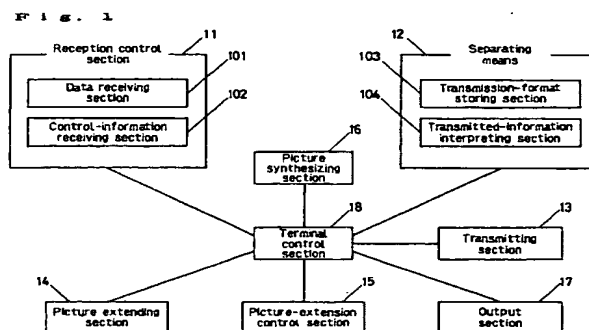 Fig. 1
Reception control
section
11
Data receiving
section
101
Control-information
receiving section
102
12
Separating
means
103
Transmission-format
storing section
104
Transmitted-information
interpreting section
16
Picture
synthesizing
section
18
Terminal
control
section
13
Transmitting
section
14
Picture extending
section
15
Picture-extension
control section
17
Output
section